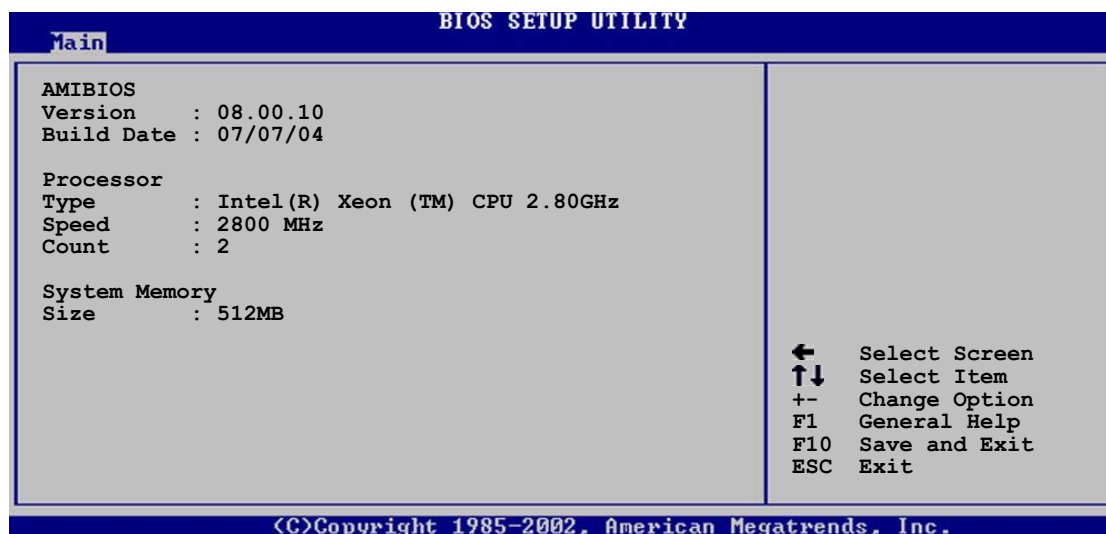 BIOS SETUP UTILITY
Main
AMIBIOS
Version : 08.00.10
Build Date : 07/07/04
Processor
Type : Intel(R) Xeon (TM) CPU 2.80GHz
Speed : 2800 MHz
Count : 2
System Memory
Size : 512MB
← Select Screen
↑↓ Select Item
+- Change Option
F1 General Help
F10 Save and Exit
ESC Exit
(C)Copyright 1985-2002, American Megatrends, Inc.